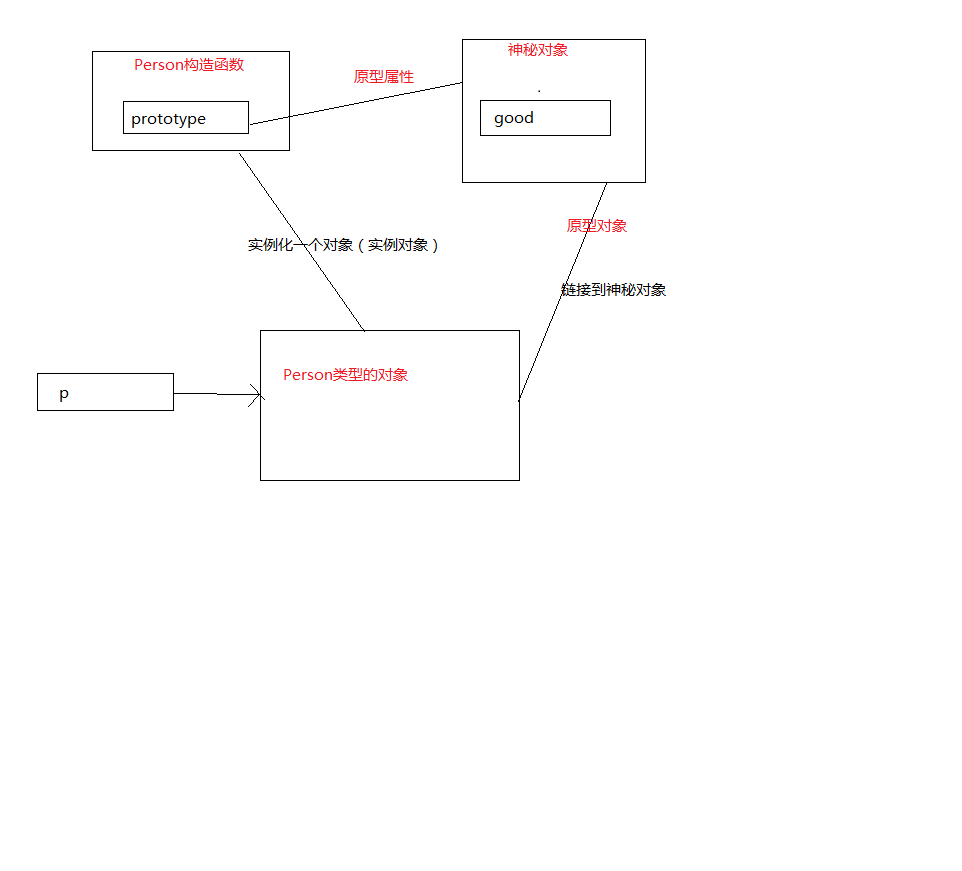 神秘对象
Person构造函数
原型属性
prototype
good
原型对象
实例化一个对象（实例对象）
链接到神秘对象
Person类型的对象
p